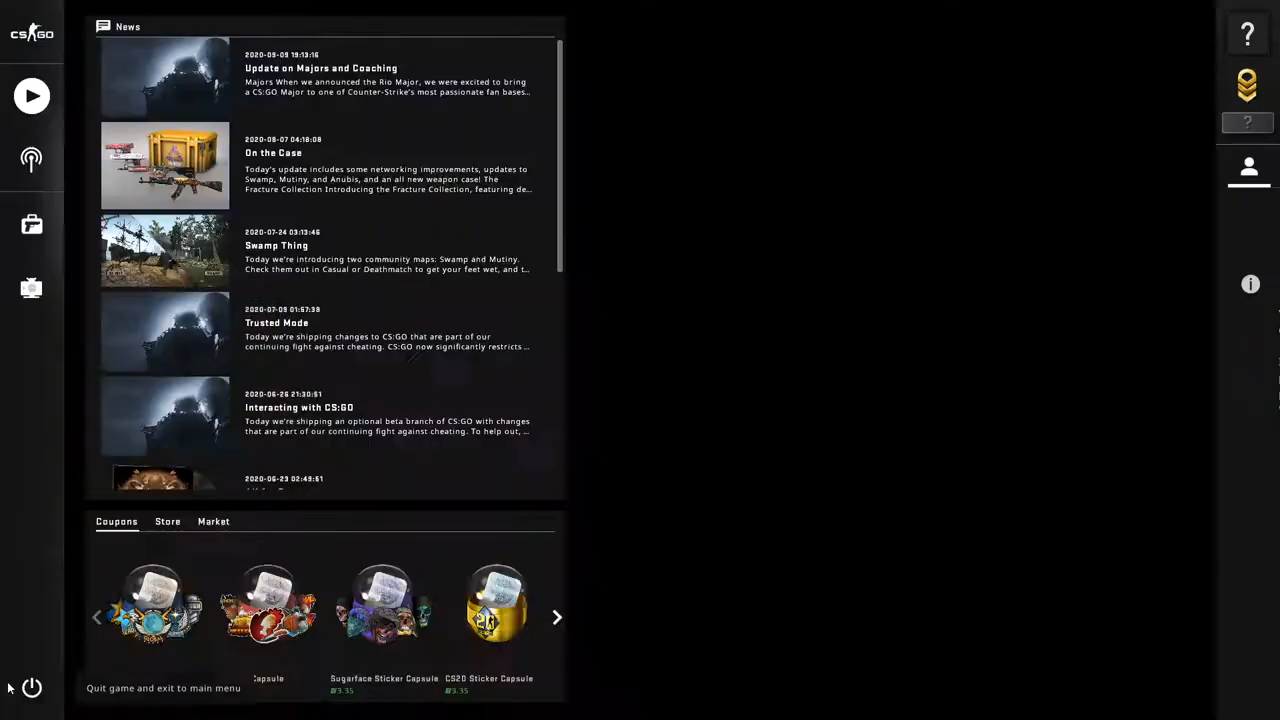 CS:GO
News
2020-09-09 19:13:16
Update on Majors and Coaching
Majors When we announced the Rio Major, we were excited to bring
a CS:GO Major to one of Counter-Strike's most passionate fan bases…
2020-08-07 04:18:08
On the Case
Today's update includes some networking improvements, updates to
Swamp, Mutiny, and Anubis, and an all new weapon case! The
Fracture Collection Introducing the Fracture Collection, featuring de…
2020-07-24 03:13:46
Swamp Thing
Today we're introducing two community maps: Swamp and Mutiny.
Check them out in Casual or Deathmatch to get your feet wet, and t…
2020-07-09 01:57:38
Trusted Mode
Today we're shipping changes to CS:GO that are part of our
continuing fight against cheating. CS:GO now significantly restricts …
2020-06-26 21:30:51
Interacting with CS:GO
Today we're shipping an optional beta branch of CS:GO with changes
that are part of our continuing fight against cheating. To help out, …
2020-06-23 02:49:51
Coupons Store Market
Capsule Sugarface Sticker Capsule CS20 Sticker Capsule
₪3.35 ₪3.35
Quit game and exit to main menu
?
?